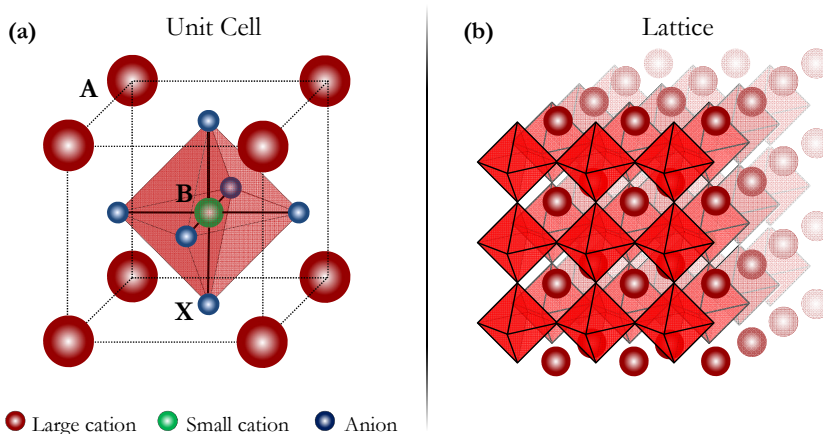 (a) Unit Cell
A
B
X
Large cation Small cation Anion
(b) Lattice